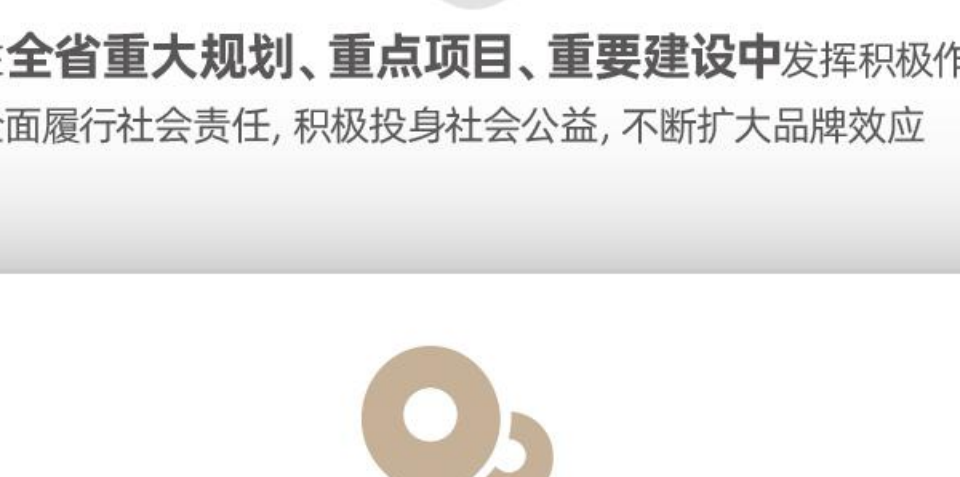 全省重大规划、重点项目、重要建设中发挥积极作
面履行社会责任, 积极投身社会公益, 不断扩大品牌效应